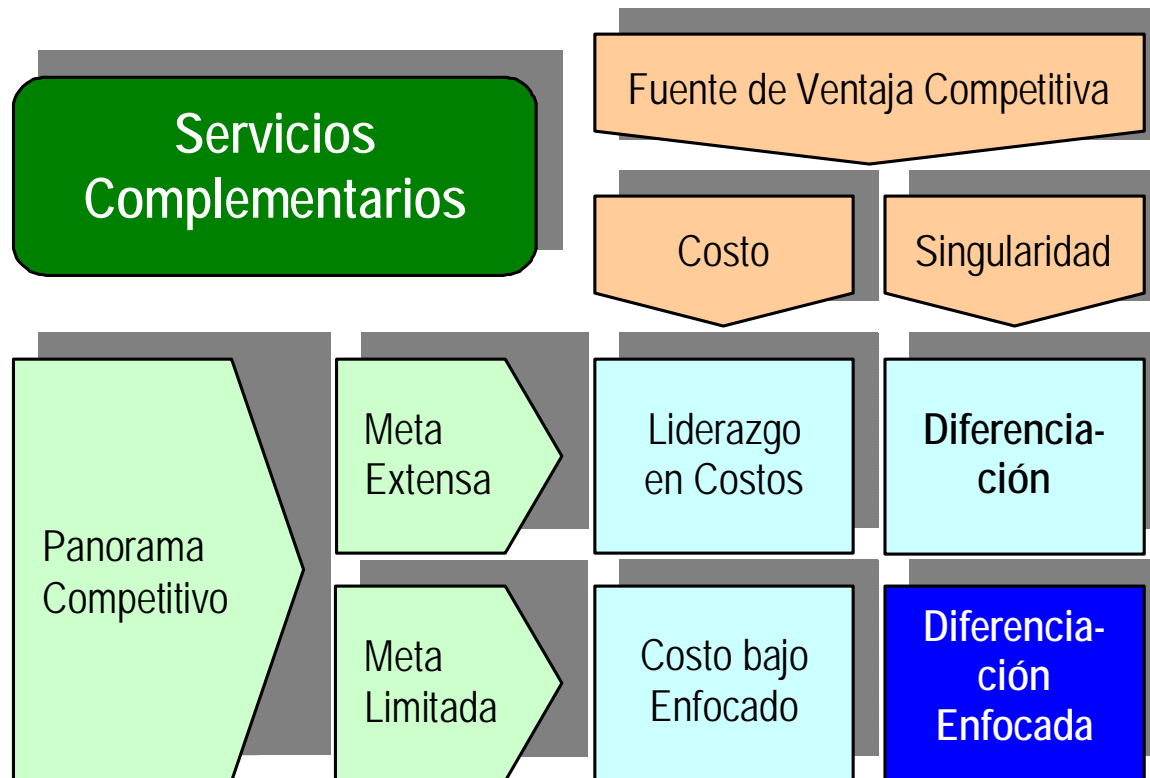 Servicios
Complementarios
Fuente de Ventaja Competitiva
Costo
Singularidad
Panorama
Competitivo
Meta
Extensa
Liderazgo
en Costos
Diferencia-
ción
Meta
Limitada
Costo bajo
Enfocado
Diferencia-
ción
Enfocada